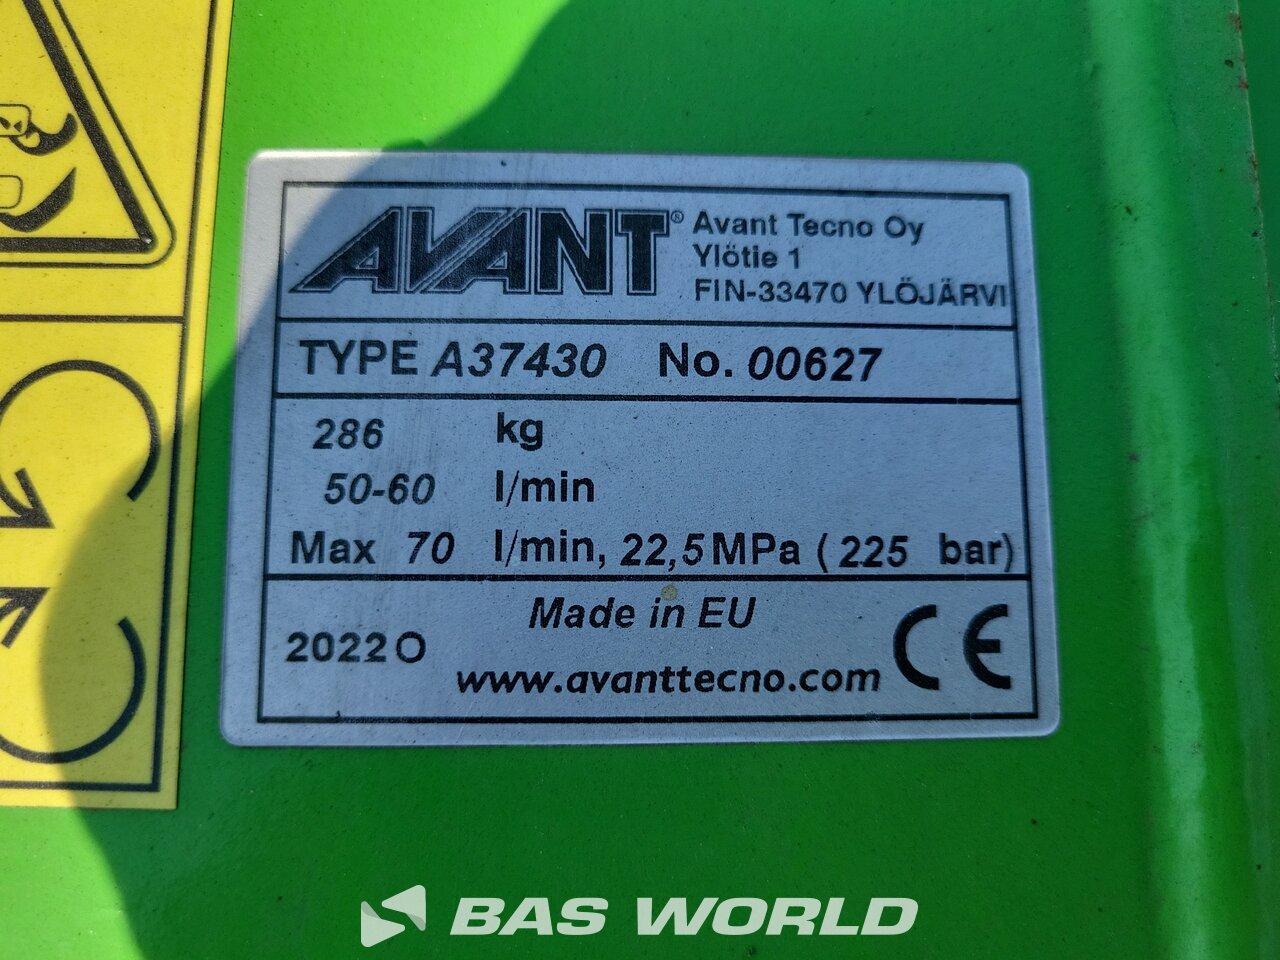 AVANT®
Avant Tecno Oy
Ylötie 1
FIN-33470 YLÖJÄRVI
TYPE A37430 No. 00627
286 kg
50-60 l/min
Max 70 l/min, 22,5 MPa (225 bar)
Made in EU
2022 O
www.avanttecno.com
CE
BAS WORLD